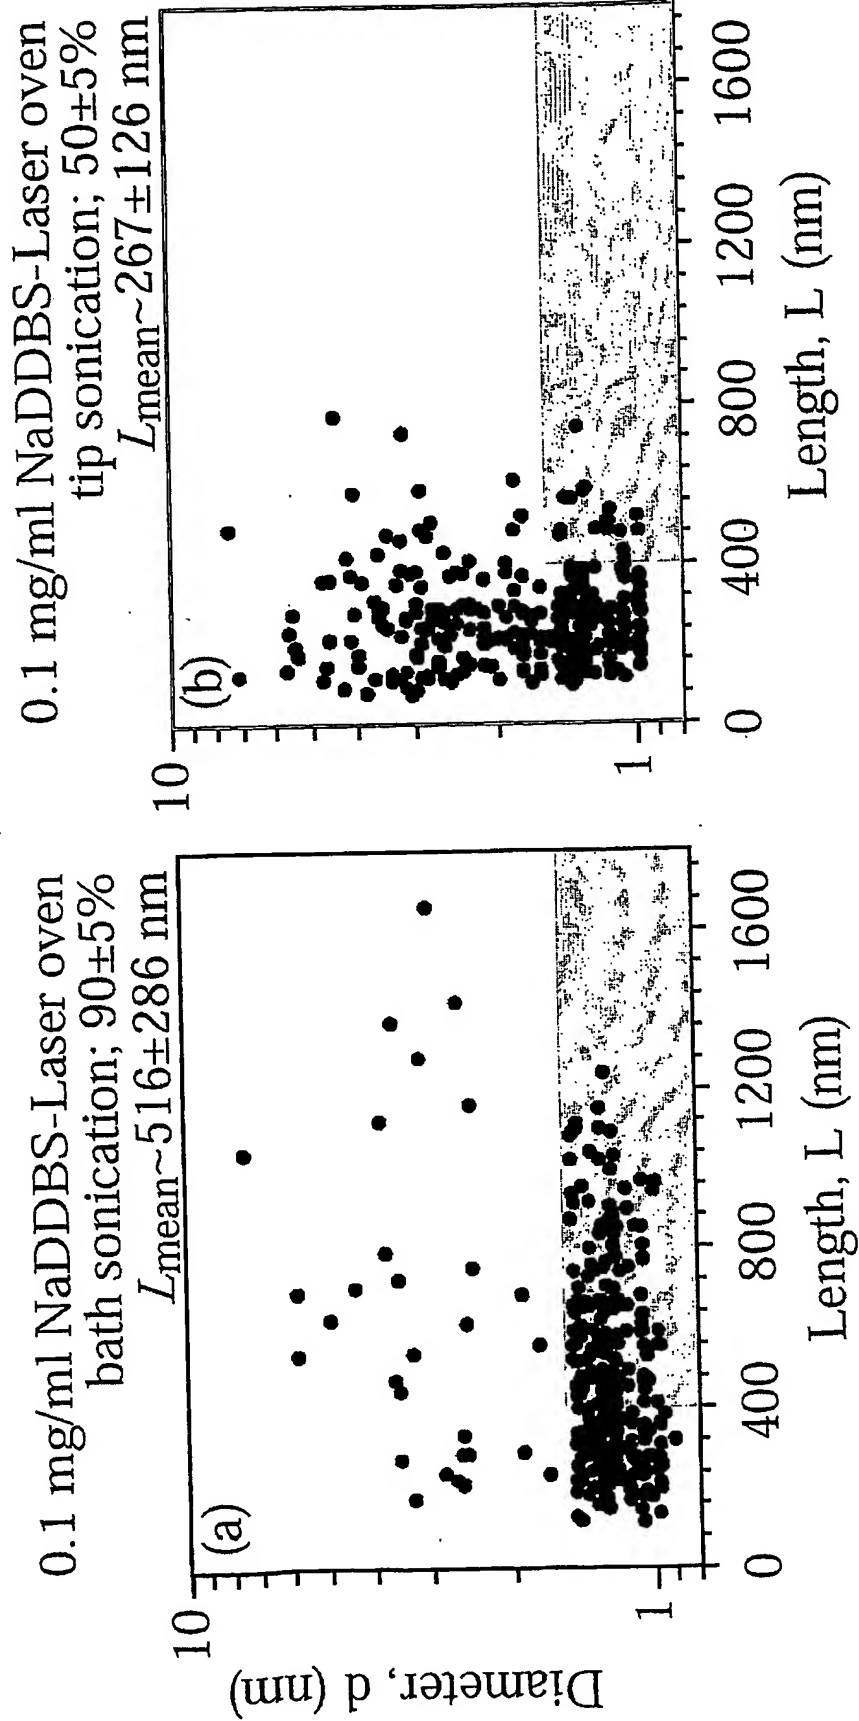 0.1 mg/ml NaDDBS-Laser oven
bath sonication; 90±5%
Lmean~516±286 nm
(a)
10
1
Diameter, d (nm)
0
400
800
1200
1600
Length, L (nm)
0.1 mg/ml NaDDBS-Laser oven
tip sonication; 50±5%
Lmean~267±126 nm
(b)
10
1
0
400
800
1200
1600
Length, L (nm)